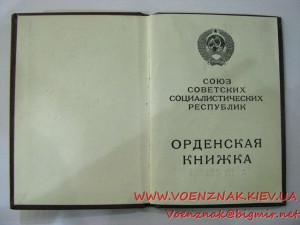 СОЮЗ
СОВЕТСКИХ
СОЦИАЛИСТИЧЕСКИХ
РЕСПУБЛИК
ОРДЕНСКАЯ
КНИЖКА
WWW.VOENZNAK.KIEV.UA
Voenznak@bigmir.net